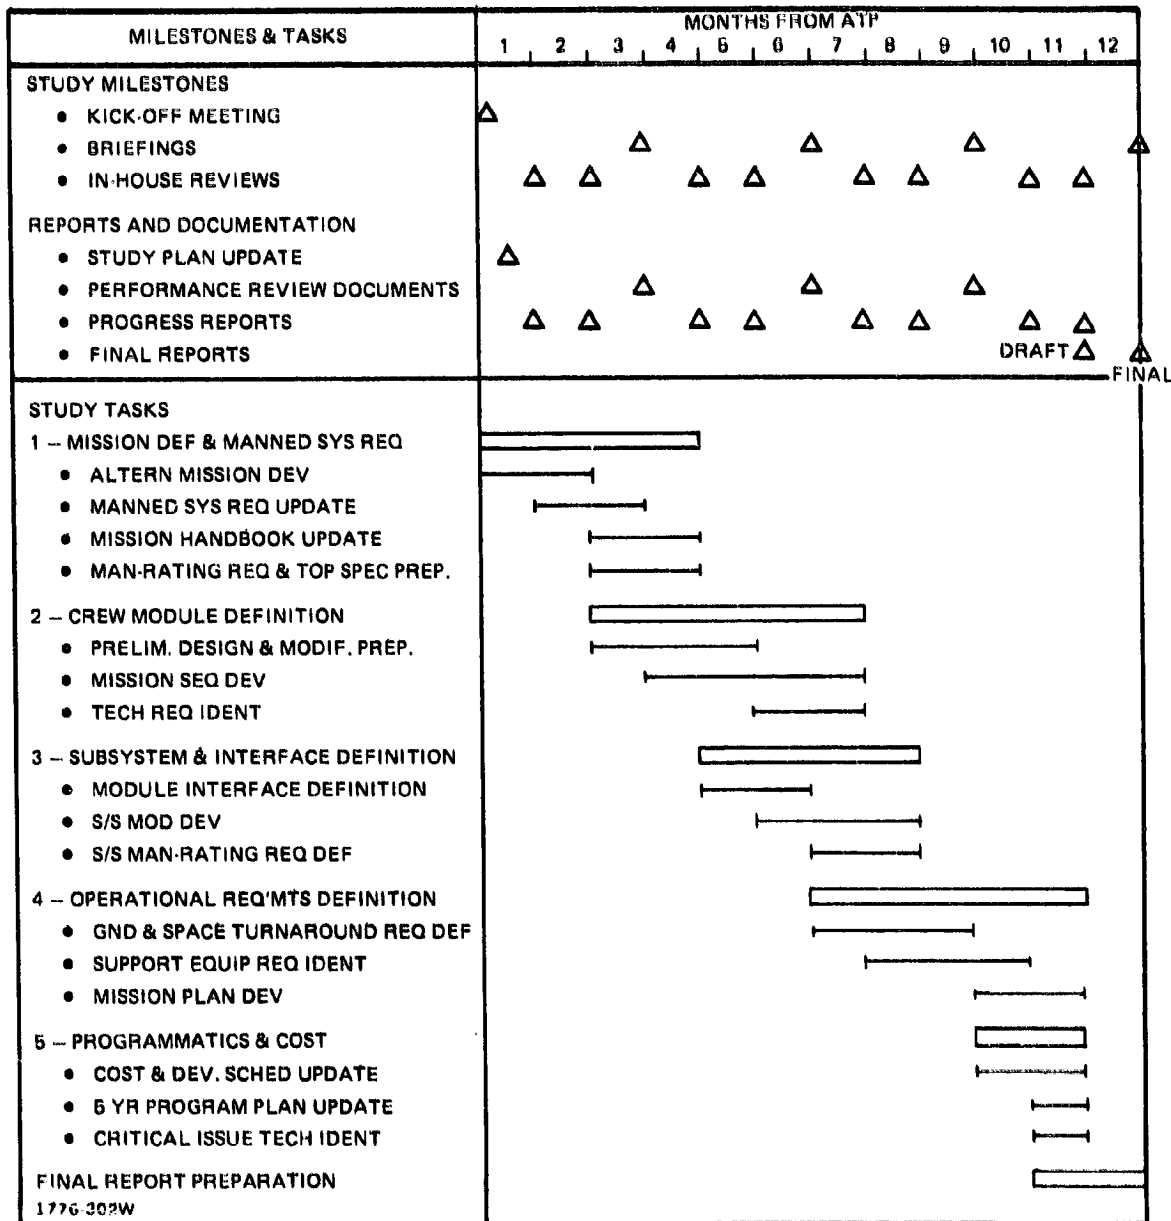 MILESTONES & TASKS
MONTHS FROM ATP
1 2 3 4 5 6 7 8 9 10 11 12
STUDY MILESTONES
• KICK-OFF MEETING
• BRIEFINGS
• IN-HOUSE REVIEWS
REPORTS AND DOCUMENTATION
• STUDY PLAN UPDATE
• PERFORMANCE REVIEW DOCUMENTS
• PROGRESS REPORTS
• FINAL REPORTS DRAFT
FINAL
STUDY TASKS
1 – MISSION DEF & MANNED SYS REQ
• ALTERN MISSION DEV
• MANNED SYS REQ UPDATE
• MISSION HANDBOOK UPDATE
• MAN-RATING REQ & TOP SPEC PREP.
2 – CREW MODULE DEFINITION
• PRELIM. DESIGN & MODIF. PREP.
• MISSION SEQ DEV
• TECH REQ IDENT
3 – SUBSYSTEM & INTERFACE DEFINITION
• MODULE INTERFACE DEFINITION
• S/S MOD DEV
• S/S MAN-RATING REQ DEF
4 – OPERATIONAL REQ'MTS DEFINITION
• GND & SPACE TURNAROUND REQ DEF
• SUPPORT EQUIP REQ IDENT
• MISSION PLAN DEV
5 – PROGRAMMATICS & COST
• COST & DEV. SCHED UPDATE
• 5 YR PROGRAM PLAN UPDATE
• CRITICAL ISSUE TECH IDENT
FINAL REPORT PREPARATION
1776-302W